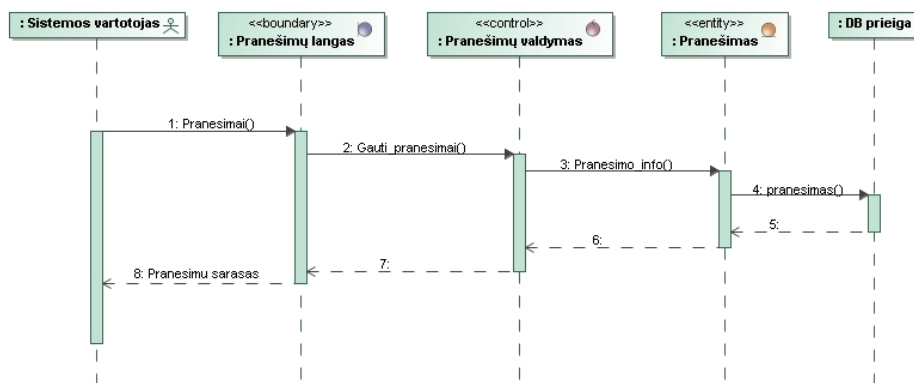 : Sistemos vartotojas
<<boundary>>
: Pranešimų langas
<<control>>
: Pranešimų valdymas
<<entity>>
: Pranešimas
: DB prieiga
1: Pranesimai()
2: Gauti_pranesimai()
3: Pranesimo_info()
4: pranesimas()
5:
6:
7:
8: Pranesimu sarasas